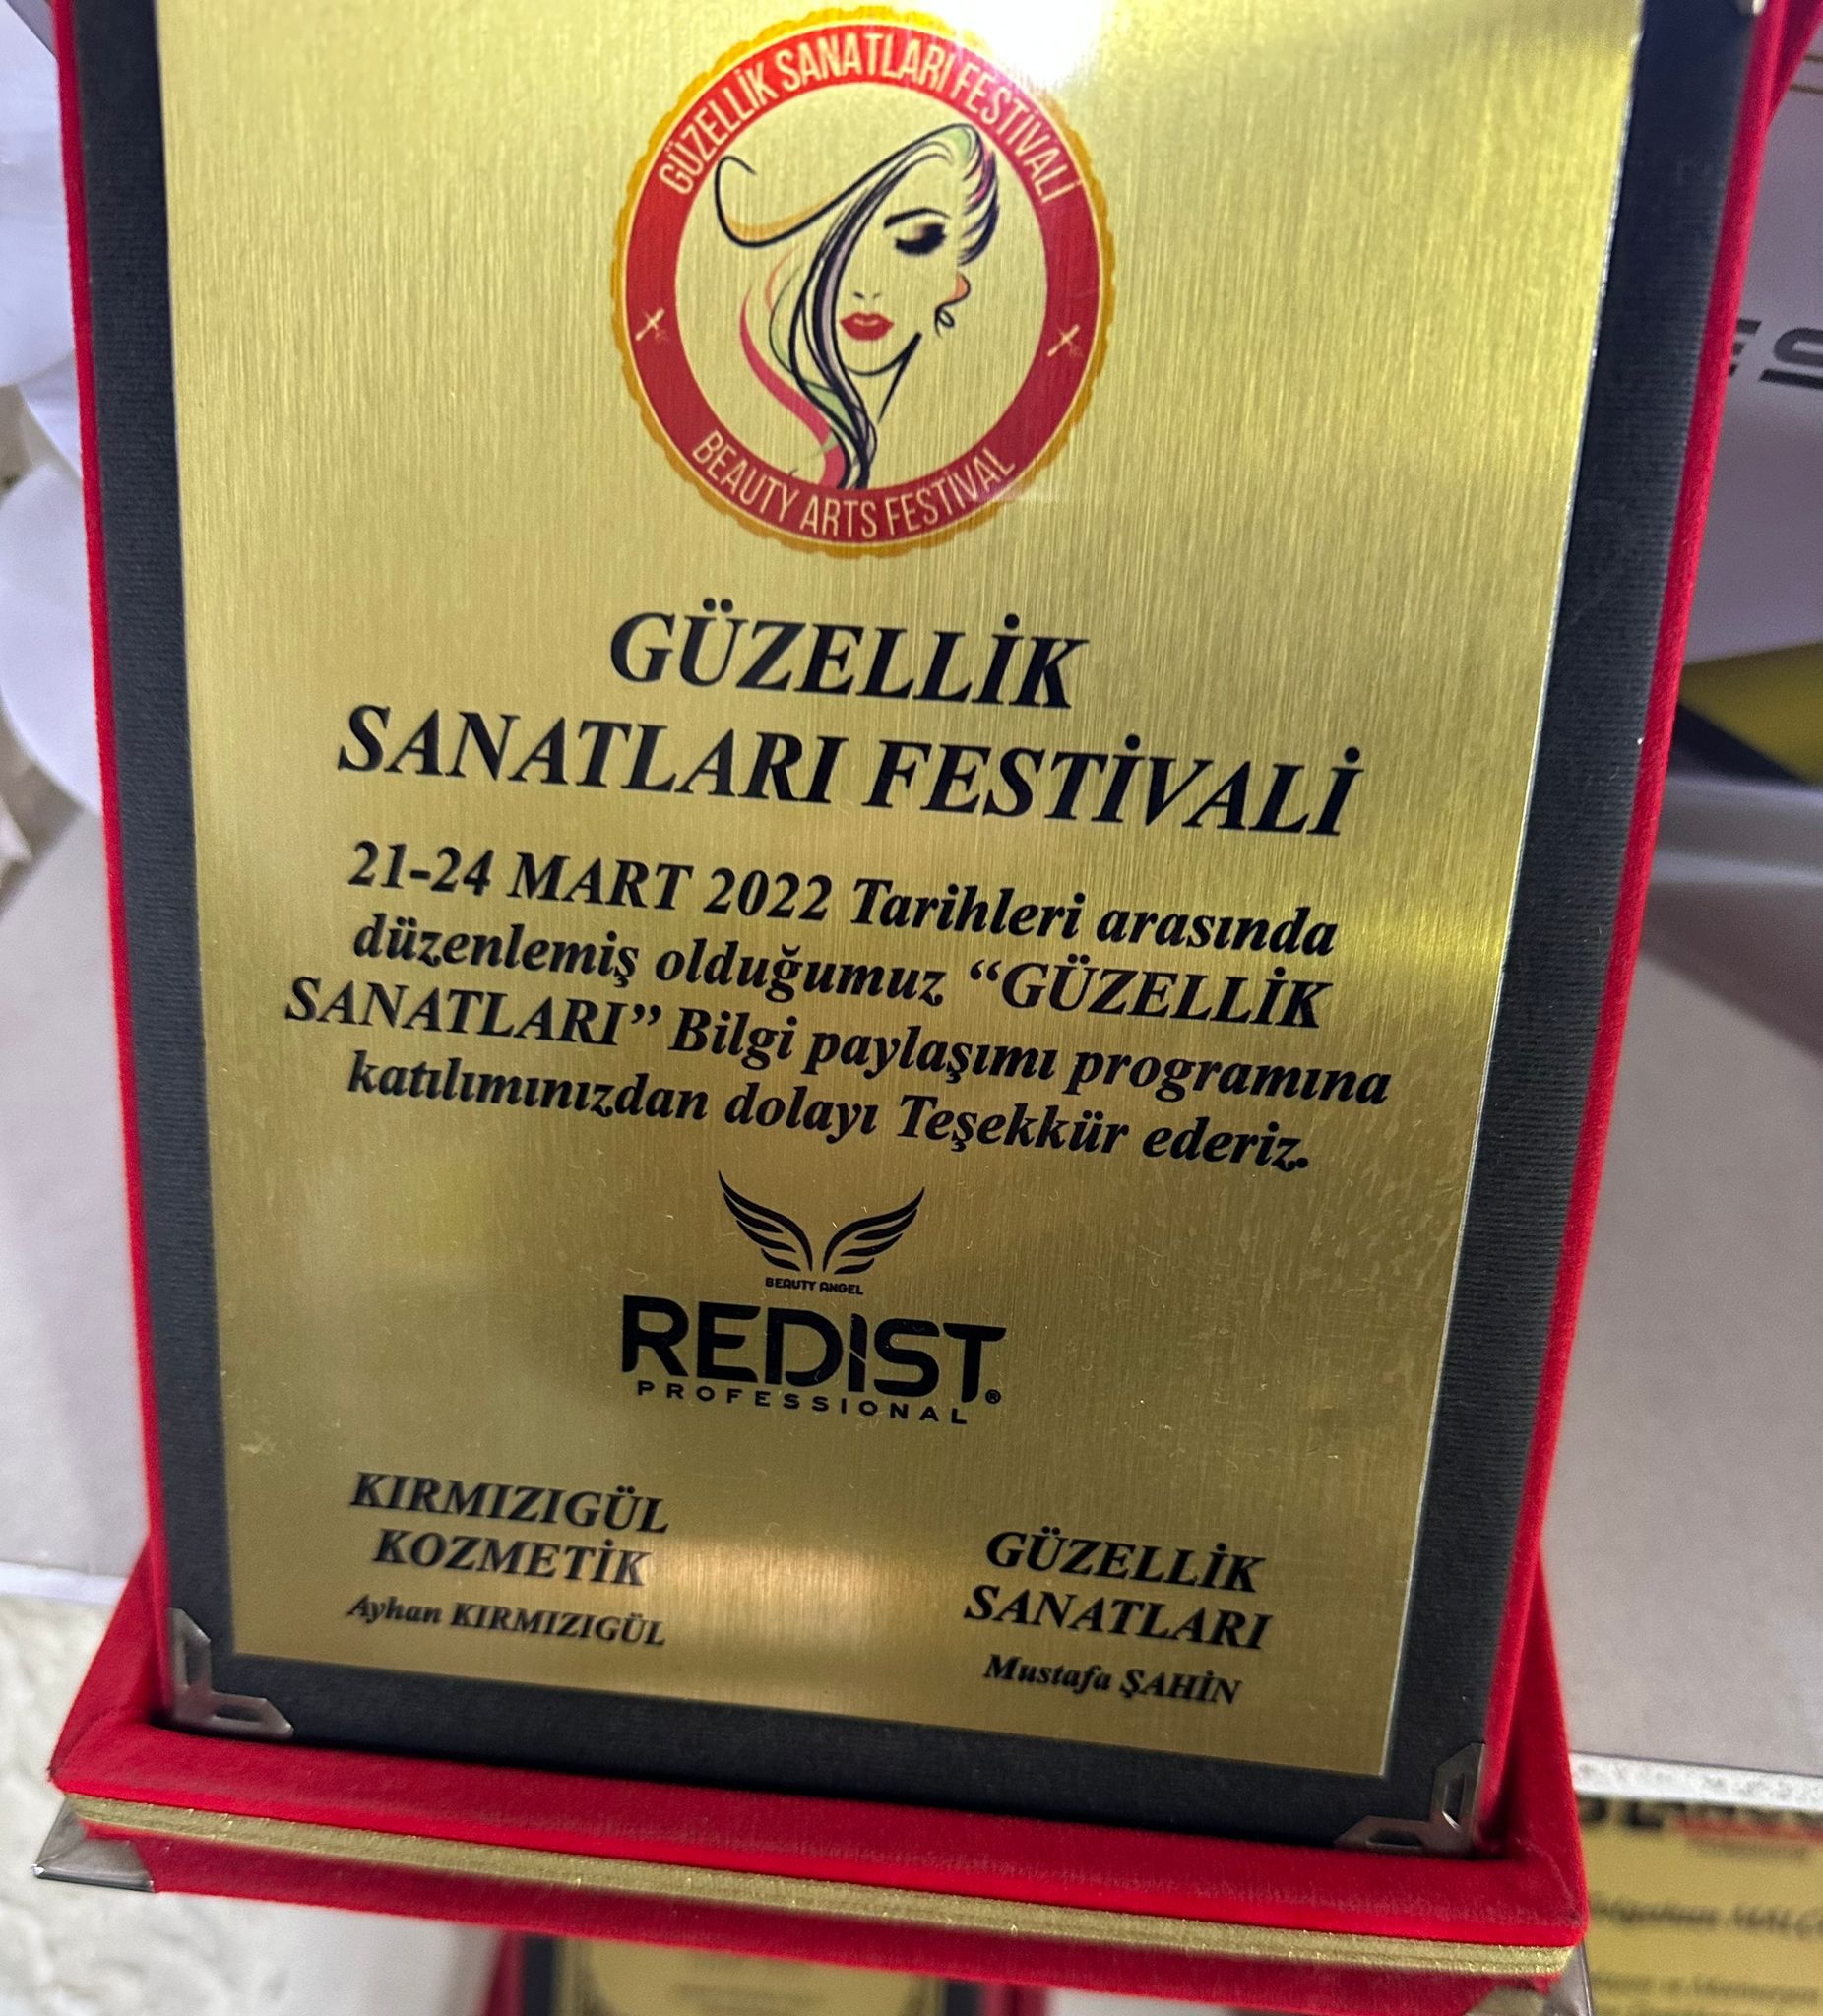 GÜZELLİK SANATLARI FESTİVALİ
BEAUTY ARTS FESTİVAL
GÜZELLİK
SANATLARI FESTİVALİ
21-24 MART 2022 Tarihleri arasında
düzenlemiş olduğumuz “GÜZELLİK
SANATLARI” Bilgi paylaşımı programına
katılımınızdan dolayı Teşekkür ederiz.
BEAUTY ANGEL
REDIST®
PROFESSIONAL
KIRMIZIGÜL
KOZMETİK
Ayhan KIRMIZIGÜL
GÜZELLİK
SANATLARI
Mustafa ŞAHİN